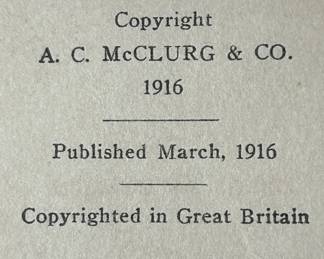 Copyright
A. C. McCLURG & CO.
1916
Published March, 1916
Copyrighted in Great Britain